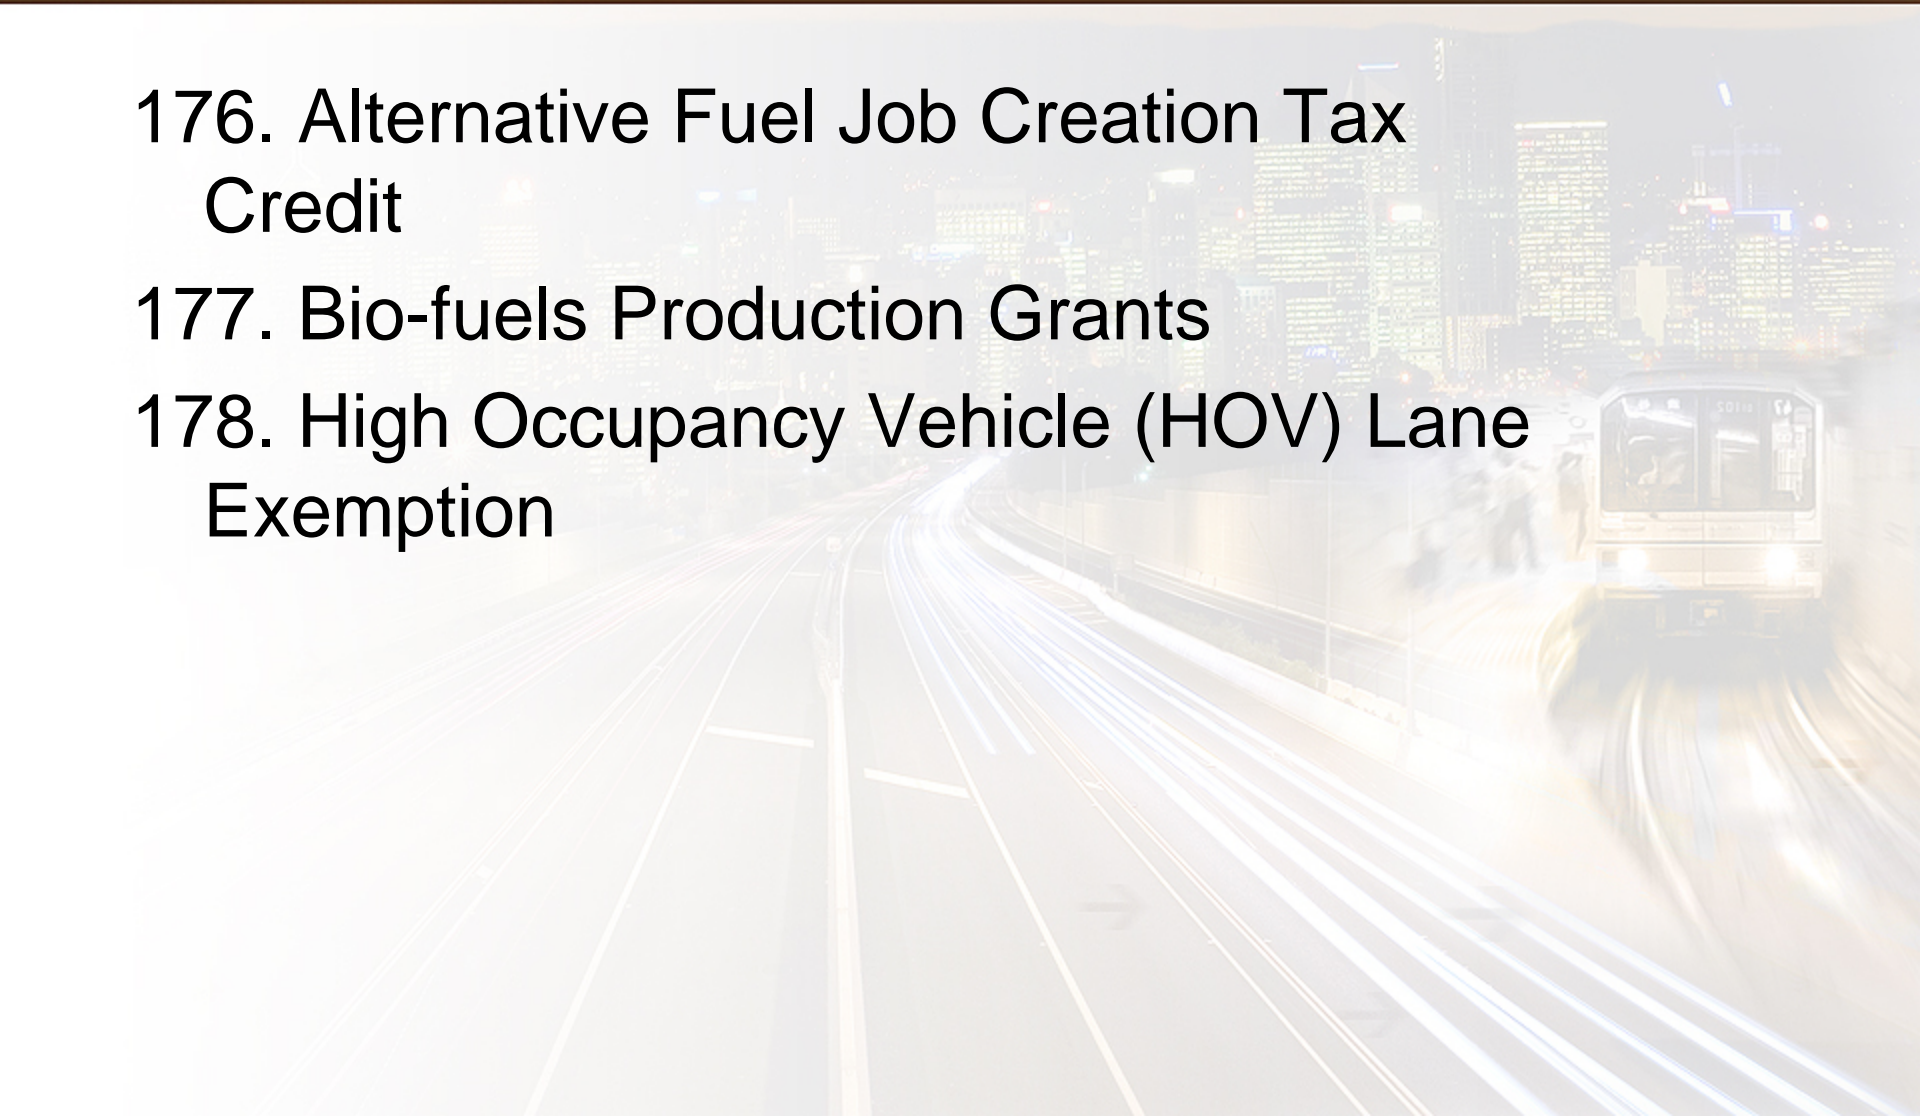 176. Alternative Fuel Job Creation Tax
Credit
177. Bio-fuels Production Grants
178. High Occupancy Vehicle (HOV) Lane
Exemption